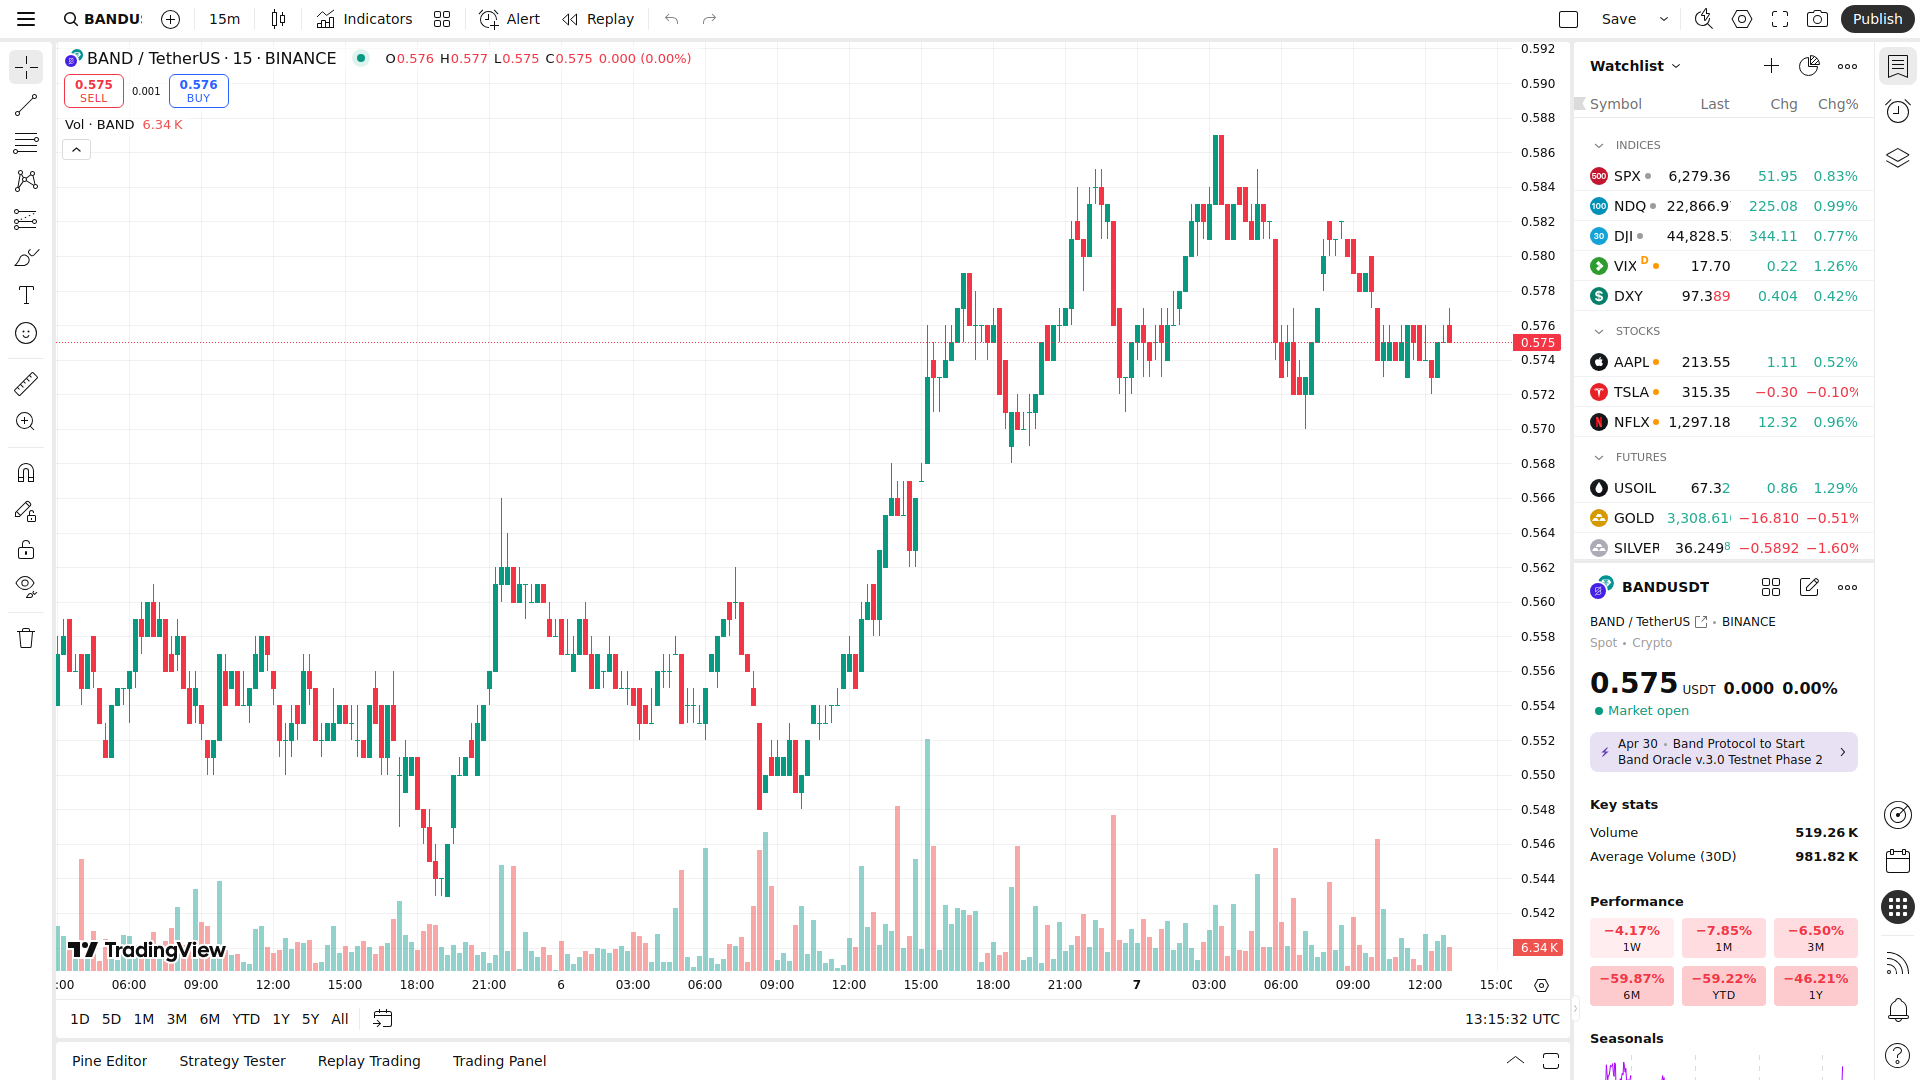 BANDU
15m
Indicators
Alert
Replay
Save
Publish
BAND / TetherUS · 15 · BINANCE
O0.576 H0.577 L0.575 C0.575 0.000 (0.00%)
0.575
SELL
0.001
0.576
BUY
Vol · BAND 6.34 K
0.592
0.590
0.588
0.586
0.584
0.582
0.580
0.578
0.576
0.575
0.574
0.572
0.570
0.568
0.566
0.564
0.562
0.560
0.558
0.556
0.554
0.552
0.550
0.548
0.546
0.544
0.542
6.34 K
TradingView
:00 06:00 09:00 12:00 15:00 18:00 21:00 6 03:00 06:00 09:00 12:00 15:00 18:00 21:00 7 03:00 06:00 09:00 12:00 15:00
1D 5D 1M 3M 6M YTD 1Y 5Y All
13:15:32 UTC
Pine Editor
Strategy Tester
Replay Trading
Trading Panel
Watchlist
Symbol Last Chg Chg%
INDICES
500 SPX 6,279.36 51.95 0.83%
100 NDQ 22,866.97 225.08 0.99%
30 DJI 44,828.5 344.11 0.77%
VIX D 17.70 0.22 1.26%
DXY 97.389 0.404 0.42%
STOCKS
AAPL 213.55 1.11 0.52%
TSLA 315.35 −0.30 −0.10%
NFLX 1,297.18 12.32 0.96%
FUTURES
USOIL 67.32 0.86 1.29%
GOLD 3,308.61 −16.810 −0.51%
SILVER 36.2498 −0.5892 −1.60%
BANDUSDT
BAND / TetherUS • BINANCE
Spot • Crypto
0.575 USDT 0.000 0.00%
Market open
Apr 30 • Band Protocol to Start
Band Oracle v.3.0 Testnet Phase 2
Key stats
Volume 519.26 K
Average Volume (30D) 981.82 K
Performance
−4.17%
1W
−7.85%
1M
−6.50%
3M
−59.87%
6M
−59.22%
YTD
−46.21%
1Y
Seasonals